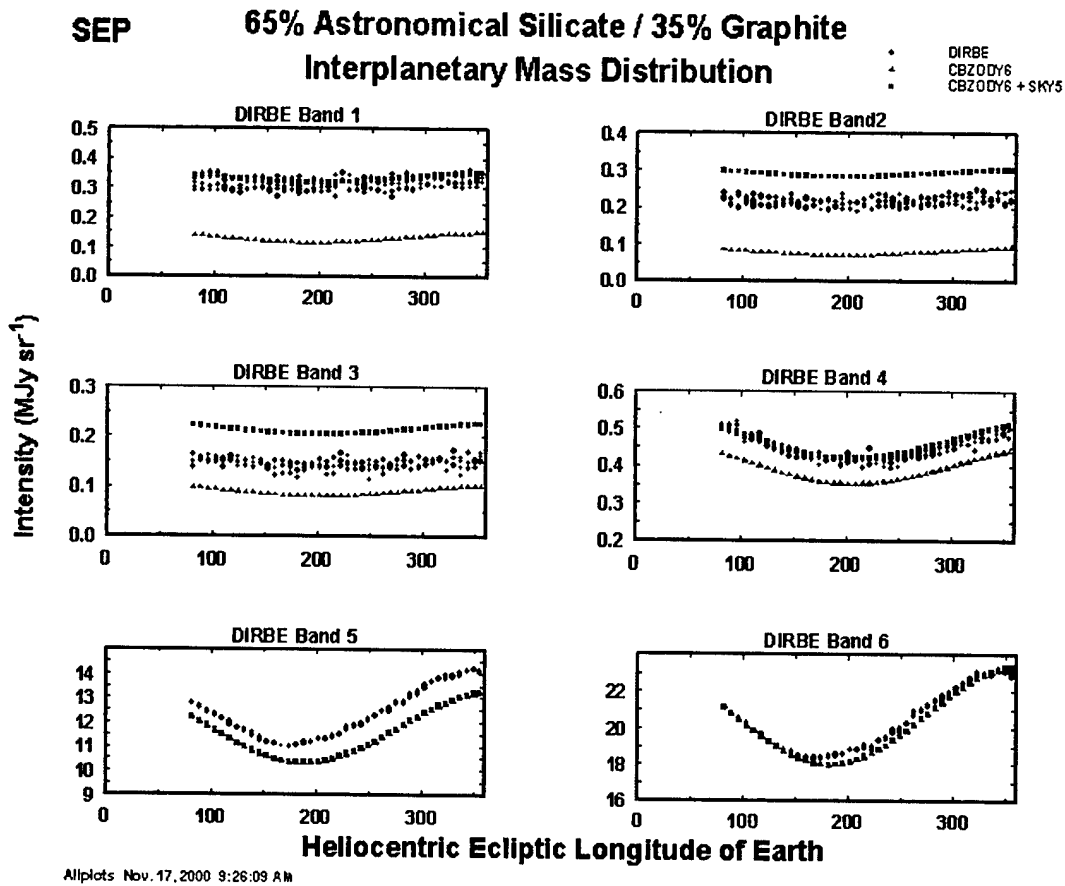 SEP
65% Astronomical Silicate / 35% Graphite
Interplanetary Mass Distribution
DIRBE
CBZODY6
CBZODY6 + SKY5
DIRBE Band 1
0.5
0.4
0.3
0.2
0.1
0.0
0 100 200 300
DIRBE Band2
0.4
0.3
0.2
0.1
0.0
0 100 200 300
Intensity (MJy sr-1)
DIRBE Band 3
0.3
0.2
0.1
0.0
0 100 200 300
DIRBE Band 4
0.6
0.5
0.4
0.3
0.2
0 100 200 300
DIRBE Band 5
14
13
12
11
10
9
0 100 200 300
DIRBE Band 6
22
20
18
16
0 100 200 300
Heliocentric Ecliptic Longitude of Earth
Allplots Nov. 17, 2000 9:26:09 AM